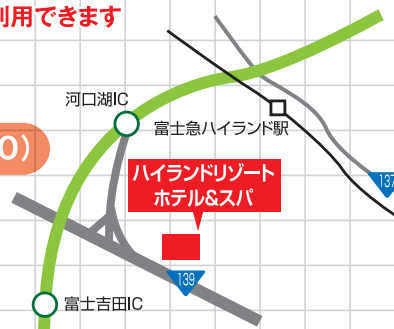 利用できます
河口湖IC
富士急ハイランド駅
0)
ハイランドリゾート
ホテル&スパ
137
139
富士吉田IC